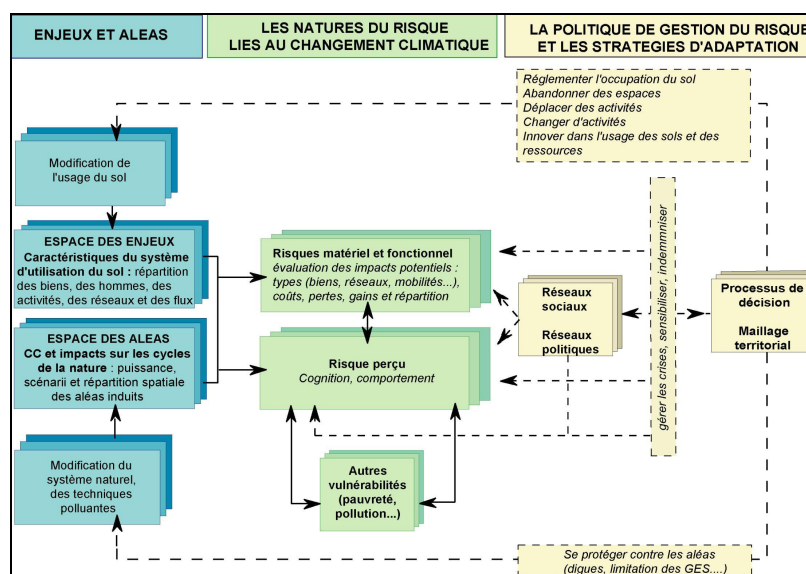 ENJEUX ET ALEAS
LES NATURES DU RISQUE
LIES AU CHANGEMENT CLIMATIQUE
LA POLITIQUE DE GESTION DU RISQUE
ET LES STRATEGIES D'ADAPTATION
Réglementer l'occupation du sol
Abandonner des espaces
Déplacer des activités
Changer d'activités
Innover dans l'usage des sols et des
ressources
Modification de
l'usage du sol
ESPACE DES ENJEUX
Caractéristiques du système
d'utilisation du sol : répartition
des biens, des hommes, des
activités, des réseaux et des flux
Risques matériel et fonctionnel
évaluation des impacts potentiels :
types (biens, réseaux, mobilités...),
coûts, pertes, gains et répartition
Réseaux
sociaux
Réseaux
politiques
gérer les crises, sensibiliser, indemmniser
Processus de
décision
Maillage
territorial
ESPACE DES ALEAS
CC et impacts sur les cycles
de la nature : puissance,
scénarii et répartition spatiale
des aléas induits
Risque perçu
Cognition, comportement
Modification du
système naturel,
des techniques
polluantes
Autres
vulnérabilités
(pauvreté,
pollution...)
Se protéger contre les aléas
(digues, limitation des GES....)